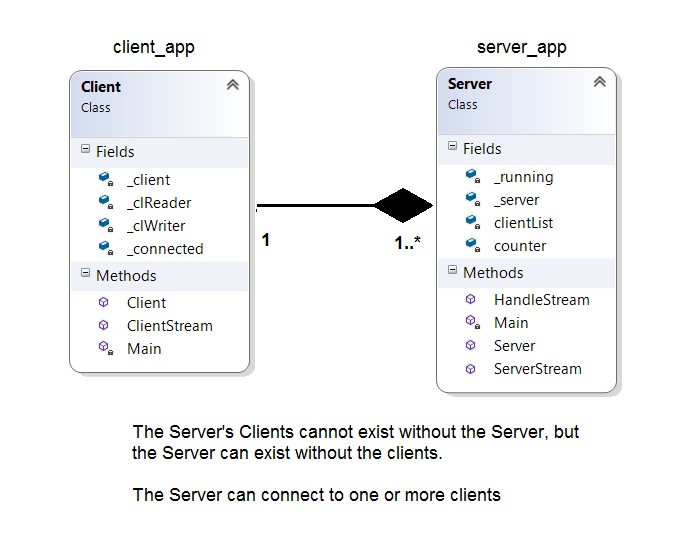 client_app
server_app
Client
Class
Fields
_client
_clReader
_clWriter
_connected
Methods
Client
ClientStream
Main
1
1..*
Server
Class
Fields
_running
_server
clientList
counter
Methods
HandleStream
Main
Server
ServerStream
The Server's Clients cannot exist without the Server, but
the Server can exist without the clients.
The Server can connect to one or more clients